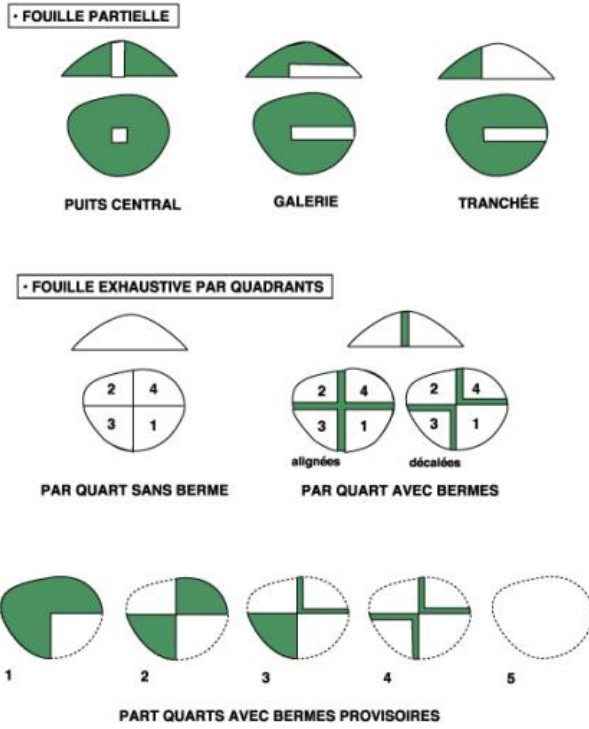 · FOUILLE PARTIELLE
PUITS CENTRAL
GALERIE
TRANCHÉE
· FOUILLE EXHAUSTIVE PAR QUADRANTS
2 4
3 1
2 4
3 1
2 4
3 1
alignées
décalées
PAR QUART SANS BERME
PAR QUART AVEC BERMES
1
2
3
4
5
PART QUARTS AVEC BERMES PROVISOIRES